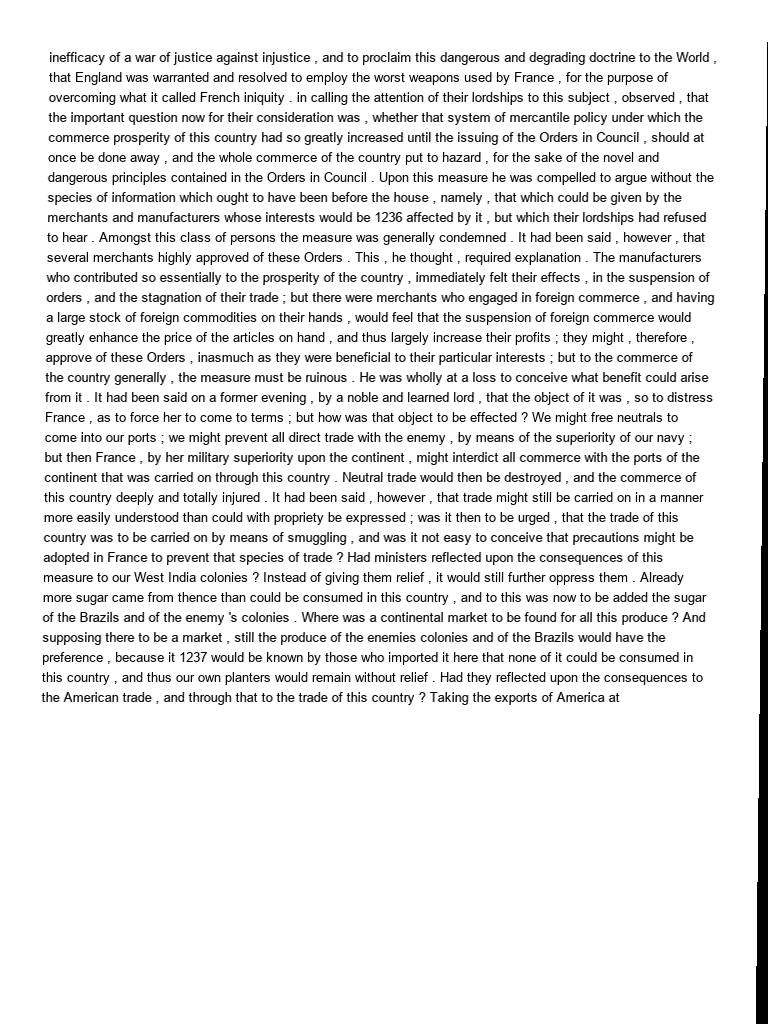 inefficacy of a war of justice against injustice , and to proclaim this dangerous and degrading doctrine to the World ,
that England was warranted and resolved to employ the worst weapons used by France , for the purpose of
overcoming what it called French iniquity . in calling the attention of their lordships to this subject , observed , that
the important question now for their consideration was , whether that system of mercantile policy under which the
commerce prosperity of this country had so greatly increased until the issuing of the Orders in Council , should at
once be done away , and the whole commerce of the country put to hazard , for the sake of the novel and
dangerous principles contained in the Orders in Council . Upon this measure he was compelled to argue without the
species of information which ought to have been before the house , namely , that which could be given by the
merchants and manufacturers whose interests would be 1236 affected by it , but which their lordships had refused
to hear . Amongst this class of persons the measure was generally condemned . It had been said , however , that
several merchants highly approved of these Orders . This , he thought , required explanation . The manufacturers
who contributed so essentially to the prosperity of the country , immediately felt their effects , in the suspension of
orders , and the stagnation of their trade ; but there were merchants who engaged in foreign commerce , and having
a large stock of foreign commodities on their hands , would feel that the suspension of foreign commerce would
greatly enhance the price of the articles on hand , and thus largely increase their profits ; they might , therefore ,
approve of these Orders , inasmuch as they were beneficial to their particular interests ; but to the commerce of
the country generally , the measure must be ruinous . He was wholly at a loss to conceive what benefit could arise
from it . It had been said on a former evening , by a noble and learned lord , that the object of it was , so to distress
France , as to force her to come to terms ; but how was that object to be effected ? We might free neutrals to
come into our ports ; we might prevent all direct trade with the enemy , by means of the superiority of our navy ;
but then France , by her military superiority upon the continent , might interdict all commerce with the ports of the
continent that was carried on through this country . Neutral trade would then be destroyed , and the commerce of
this country deeply and totally injured . It had been said , however , that trade might still be carried on in a manner
more easily understood than could with propriety be expressed ; was it then to be urged , that the trade of this
country was to be carried on by means of smuggling , and was it not easy to conceive that precautions might be
adopted in France to prevent that species of trade ? Had ministers reflected upon the consequences of this
measure to our West India colonies ? Instead of giving them relief , it would still further oppress them . Already
more sugar came from thence than could be consumed in this country , and to this was now to be added the sugar
of the Brazils and of the enemy 's colonies . Where was a continental market to be found for all this produce ? And
supposing there to be a market , still the produce of the enemies colonies and of the Brazils would have the
preference , because it 1237 would be known by those who imported it here that none of it could be consumed in
this country , and thus our own planters would remain without relief . Had they reflected upon the consequences to
the American trade , and through that to the trade of this country ? Taking the exports of America at